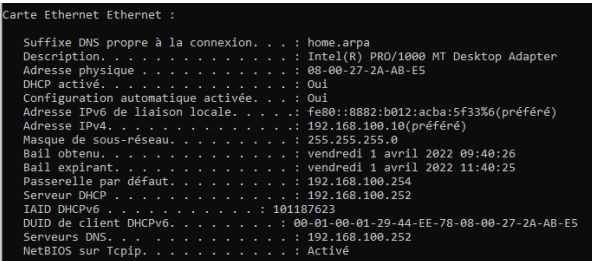 Carte Ethernet Ethernet :
Suffixe DNS propre à la connexion. . . : home.arpa
Description. . . . . . . . . . . . . . : Intel(R) PRO/1000 MT Desktop Adapter
Adresse physique . . . . . . . . . . . : 08-00-27-2A-AB-E5
DHCP activé. . . . . . . . . . . . . . : Oui
Configuration automatique activée. . . : Oui
Adresse IPv6 de liaison locale. . . . .: fe80::8882:b012:acba:5f33%6(préféré)
Adresse IPv4. . . . . . . . . . . . . .: 192.168.100.10(préféré)
Masque de sous-réseau. . . . . . . . . : 255.255.255.0
Bail obtenu. . . . . . . . . . . . . . : vendredi 1 avril 2022 09:40:26
Bail expirant. . . . . . . . . . . . . : vendredi 1 avril 2022 11:40:25
Passerelle par défaut. . . . . . . . . : 192.168.100.254
Serveur DHCP . . . . . . . . . . . . . : 192.168.100.252
IAID DHCPv6 . . . . . . . . . . . : 101187623
DUID de client DHCPv6. . . . . . . . : 00-01-00-01-29-44-EE-78-08-00-27-2A-AB-E5
Serveurs DNS. . . . . . . . . . . . . : 192.168.100.252
NetBIOS sur Tcpip. . . . . . . . . . . : Activé